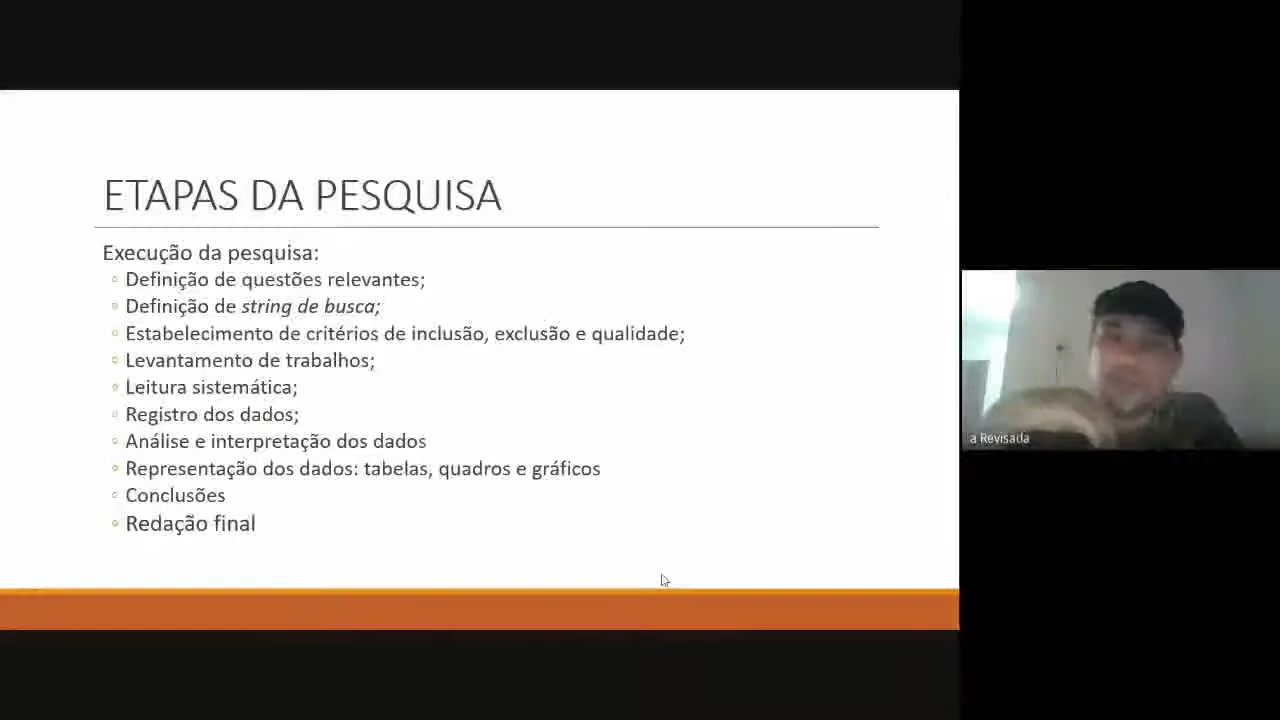 ETAPAS DA PESQUISA
Execução da pesquisa:
◦ Definição de questões relevantes;
◦ Definição de string de busca;
◦ Estabelecimento de critérios de inclusão, exclusão e qualidade;
◦ Levantamento de trabalhos;
◦ Leitura sistemática;
◦ Registro dos dados;
◦ Análise e interpretação dos dados
◦ Representação dos dados: tabelas, quadros e gráficos
◦ Conclusões
◦ Redação final
a Revisada